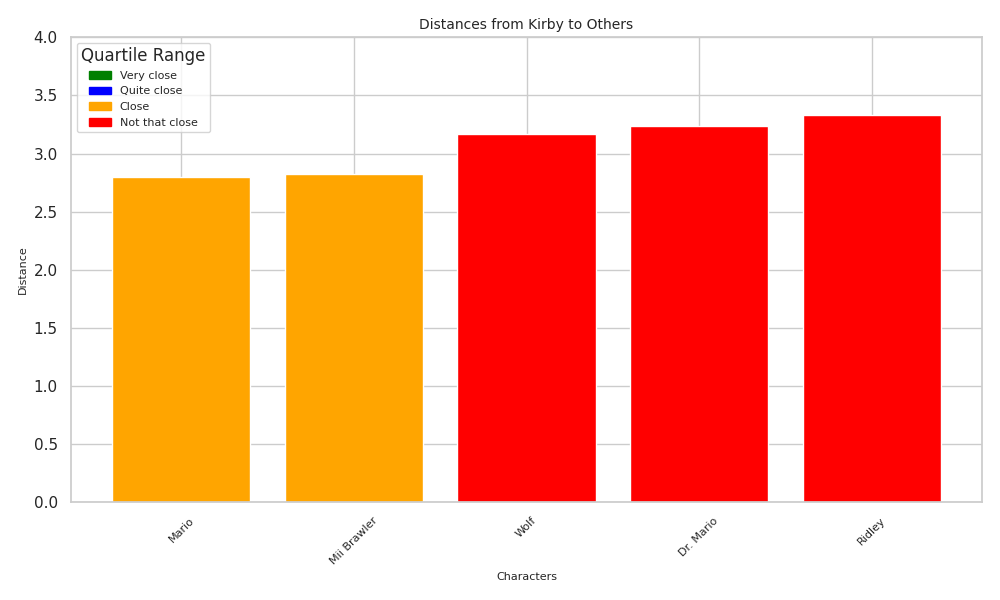 Distances from Kirby to Others
Quartile Range
Very close
Quite close
Close
Not that close
4.0
3.5
3.0
2.5
2.0
1.5
1.0
0.5
0.0
Distance
Mario
Mii Brawler
Wolf
Dr. Mario
Ridley
Characters